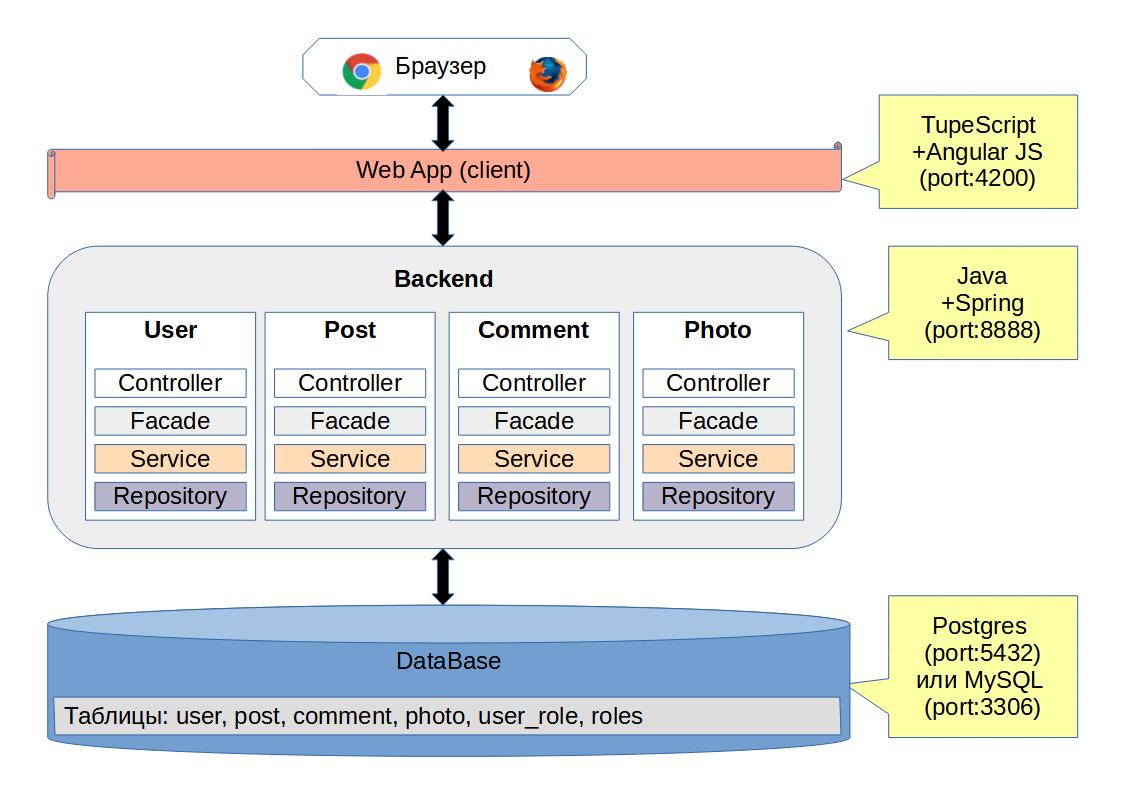 Браузер
Web App (client)
TupeScript
+Angular JS
(port:4200)
Backend
Java
+Spring
(port:8888)
User
Controller
Facade
Service
Repository
Post
Controller
Facade
Service
Repository
Comment
Controller
Facade
Service
Repository
Photo
Controller
Facade
Service
Repository
DataBase
Таблицы: user, post, comment, photo, user_role, roles
Postgres
(port:5432)
или MySQL
(port:3306)